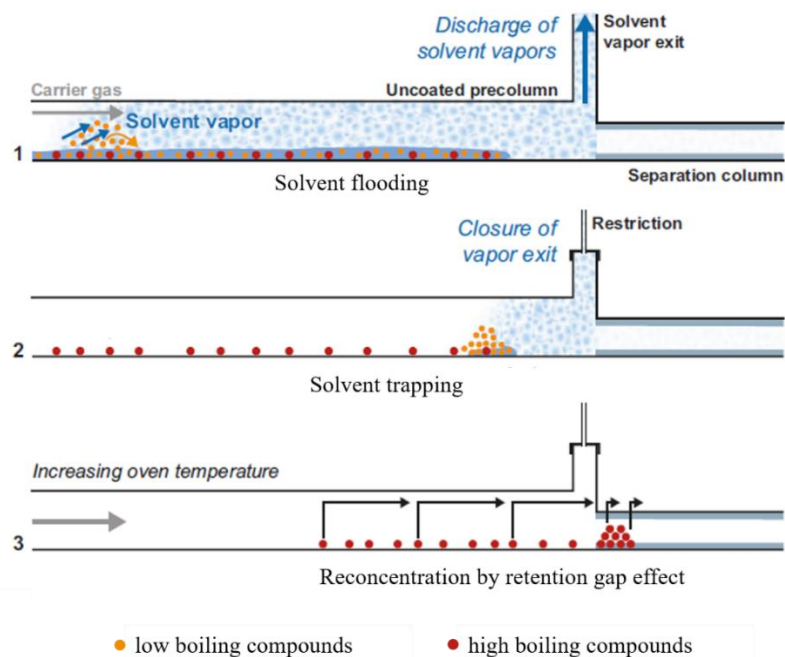 Discharge of
solvent vapors
Solvent
vapor exit
Carrier gas
Uncoated precolumn
Solvent vapor
1
Solvent flooding
Separation column
Closure of
vapor exit
Restriction
2
Solvent trapping
Increasing oven temperature
3
Reconcentration by retention gap effect
low boiling compounds
high boiling compounds